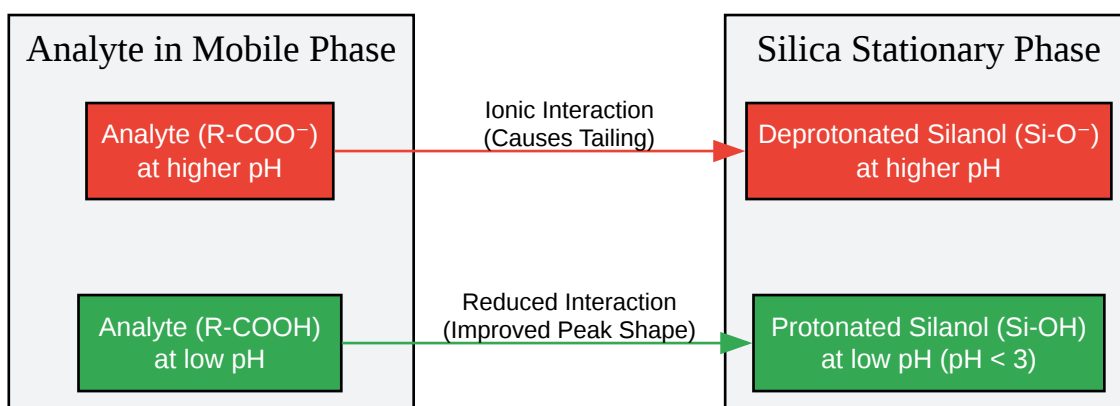 Analyte in Mobile Phase
Silica Stationary Phase
Analyte (R-COO⁻)
at higher pH
Ionic Interaction
(Causes Tailing)
Deprotonated Silanol (Si-O⁻)
at higher pH
Analyte (R-COOH)
at low pH
Reduced Interaction
(Improved Peak Shape)
Protonated Silanol (Si-OH)
at low pH (pH < 3)